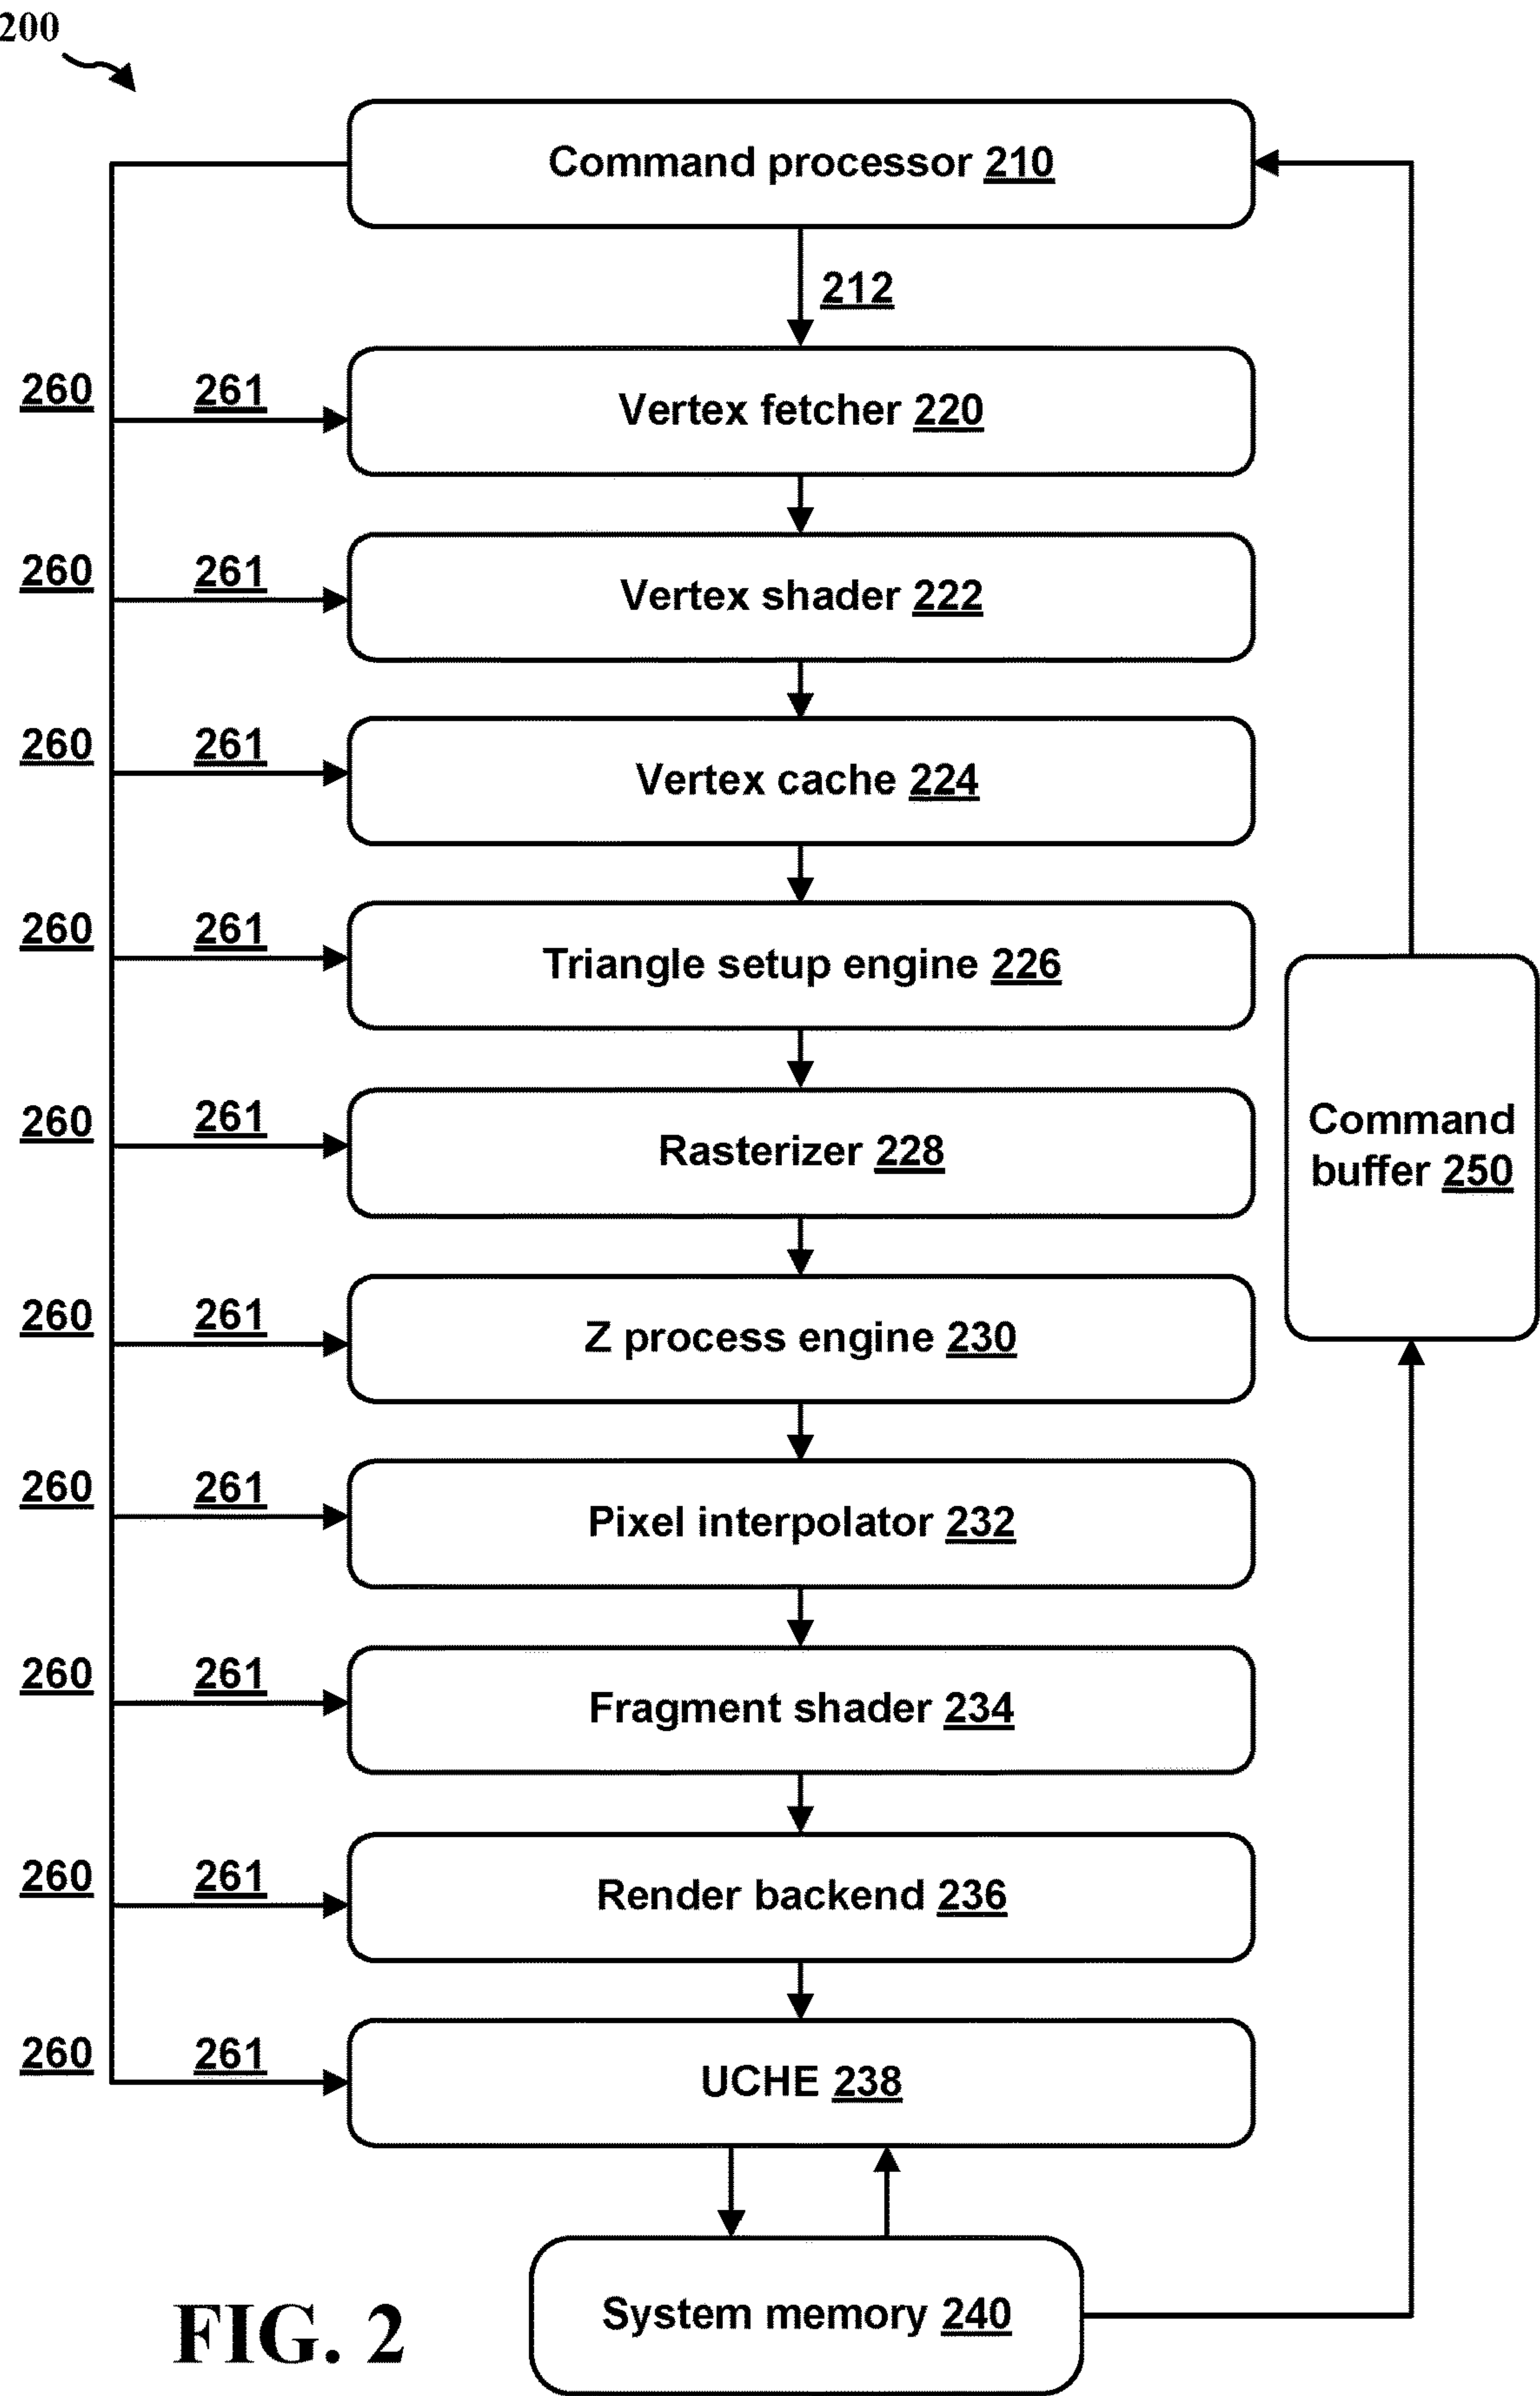 200
Command processor 210
212
260 261 Vertex fetcher 220
260 261 Vertex shader 222
260 261 Vertex cache 224
260 261 Triangle setup engine 226
260 261 Rasterizer 228
Command
buffer 250
260 261 Z process engine 230
260 261 Pixel interpolator 232
260 261 Fragment shader 234
260 261 Render backend 236
260 261 UCHE 238
System memory 240
FIG. 2